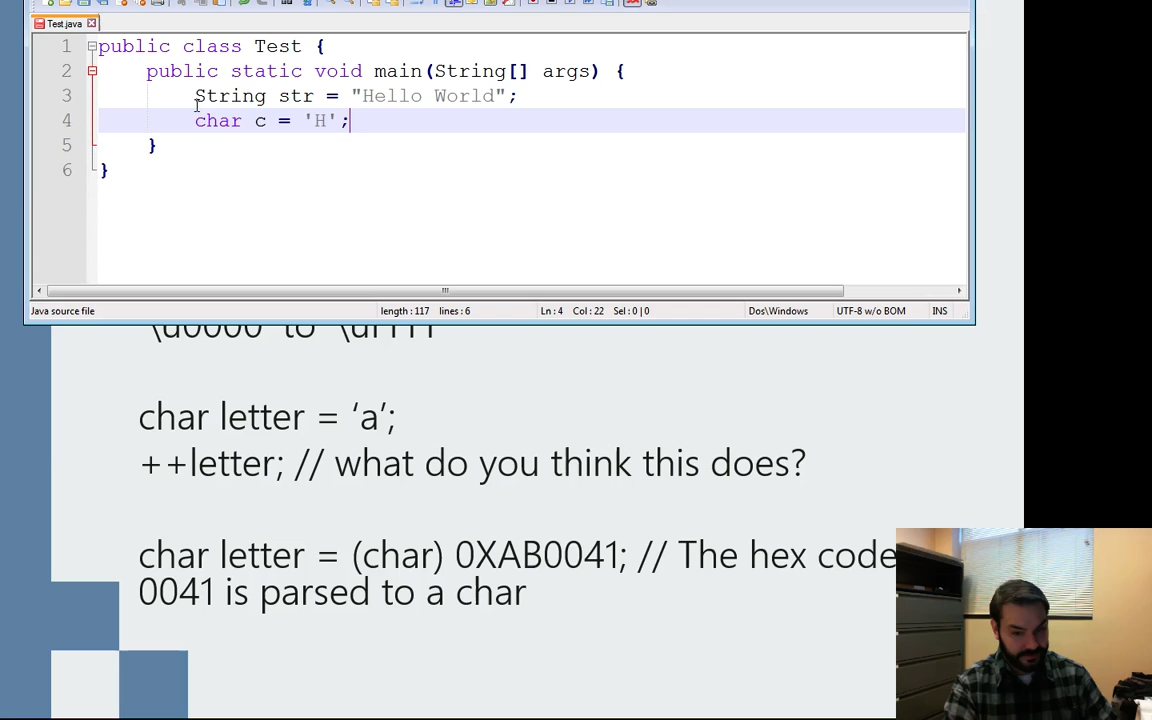 Test.java
1 public class Test {
2 public static void main(String[] args) {
3 String str = "Hello World";
4 char c = 'H';
5 }
6 }
Java source file length : 117 lines : 6 Ln : 4 Col : 22 Sel : 0 | 0 Dos\Windows UTF-8 w/o BOM INS
'\u0000' to '\uFFFF'
char letter = ‘a’;
++letter; // what do you think this does?
char letter = (char) 0XAB0041; // The hex code
0041 is parsed to a char